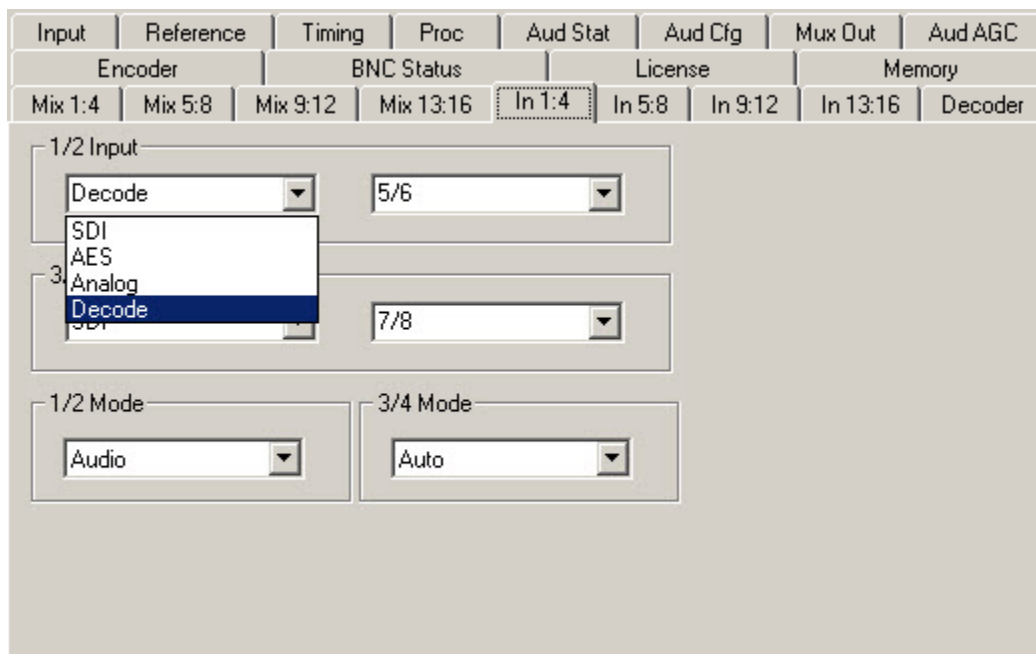 Input Reference Timing Proc Aud Stat Aud Cfg Mux Out Aud AGC
Encoder BNC Status License Memory
Mix 1:4 Mix 5:8 Mix 9:12 Mix 13:16 In 1:4 In 5:8 In 9:12 In 13:16 Decoder
1/2 Input
Decode 5/6
SDI
AES
3/
Analog
Decode
SDI 7/8
1/2 Mode 3/4 Mode
Audio Auto